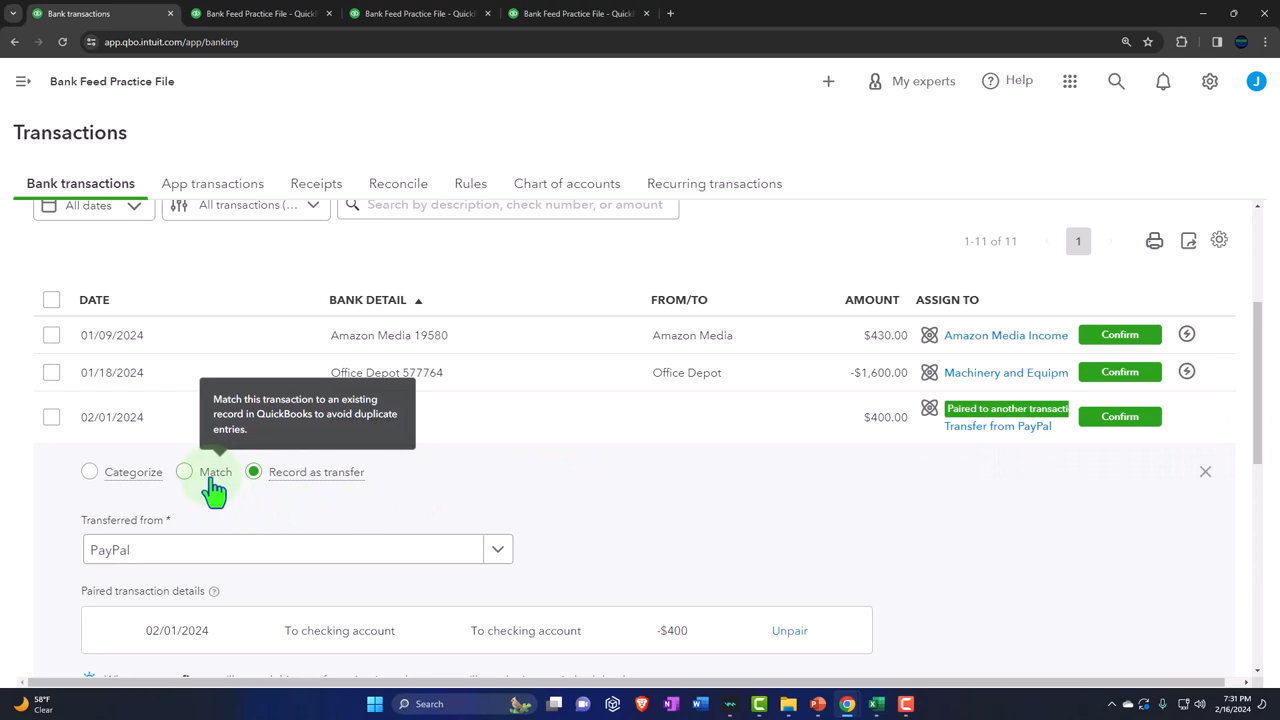 Bank transactions
Bank Feed Practice File - Quick
Bank Feed Practice File - Quick
Bank Feed Practice File - Quick
app.qbo.intuit.com/app/banking
Bank Feed Practice File
My experts
Help
J
Transactions
Bank transactions
App transactions
Receipts
Reconcile
Rules
Chart of accounts
Recurring transactions
All dates
All transactions (...
Search by description, check number, or amount
1-11 of 11
1
DATE BANK DETAIL FROM/TO AMOUNT ASSIGN TO
01/09/2024 Amazon Media 19580 Amazon Media $430.00 Amazon Media Income Confirm
01/18/2024 Office Depot 577764 Office Depot -$1,600.00 Machinery and Equipm Confirm
Match this transaction to an existing
record in QuickBooks to avoid duplicate
entries.
02/01/2024 $400.00 Paired to another transacti Confirm
Transfer from PayPal
Categorize Match Record as transfer
Transferred from *
PayPal
Paired transaction details
02/01/2024 To checking account To checking account -$400 Unpair
58°F
Clear
Search
7:31 PM
2/16/2024